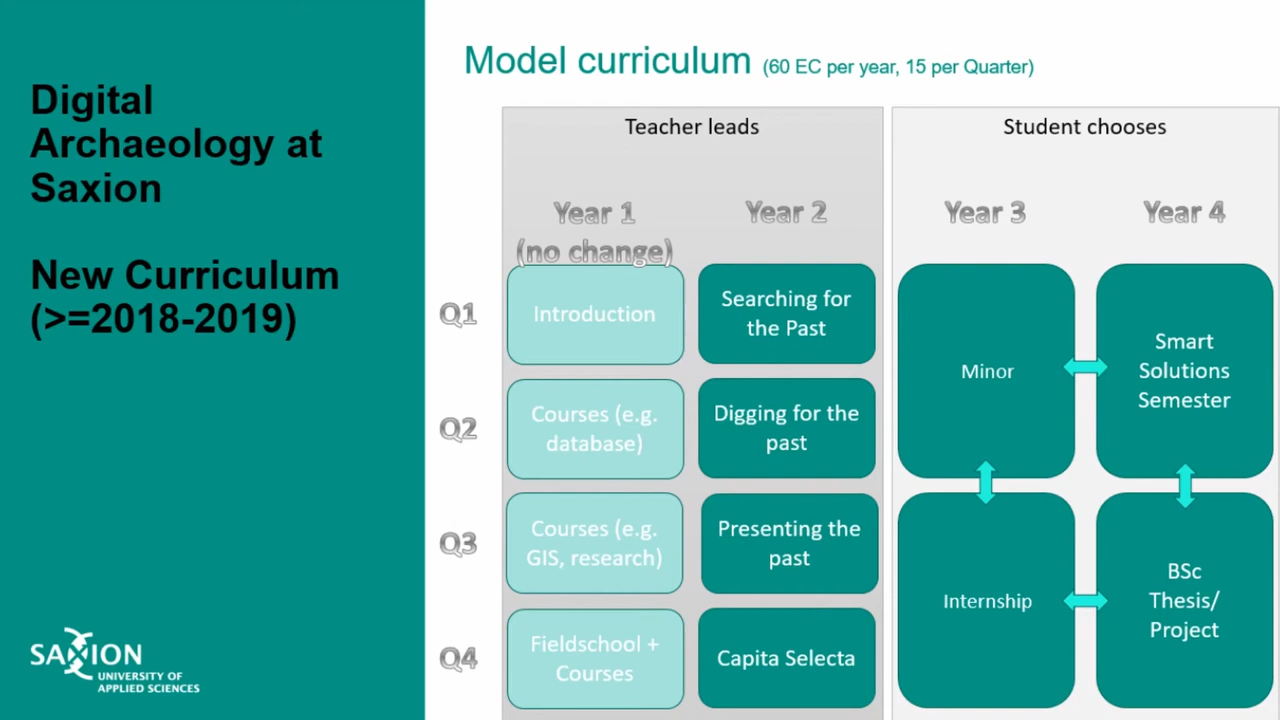 Digital
Archaeology at
Saxion
New Curriculum
(>=2018-2019)
SAXION
UNIVERSITY OF
APPLIED SCIENCES
Model curriculum (60 EC per year, 15 per Quarter)
Teacher leads
Student chooses
Year 1
(no change)
Year 2
Year 3
Year 4
Q1
Introduction
Searching for
the Past
Minor
Smart
Solutions
Semester
Q2
Courses (e.g.
database)
Digging for the
past
Q3
Courses (e.g.
GIS, research)
Presenting the
past
Internship
BSc
Thesis/
Project
Q4
Fieldschool +
Courses
Capita Selecta